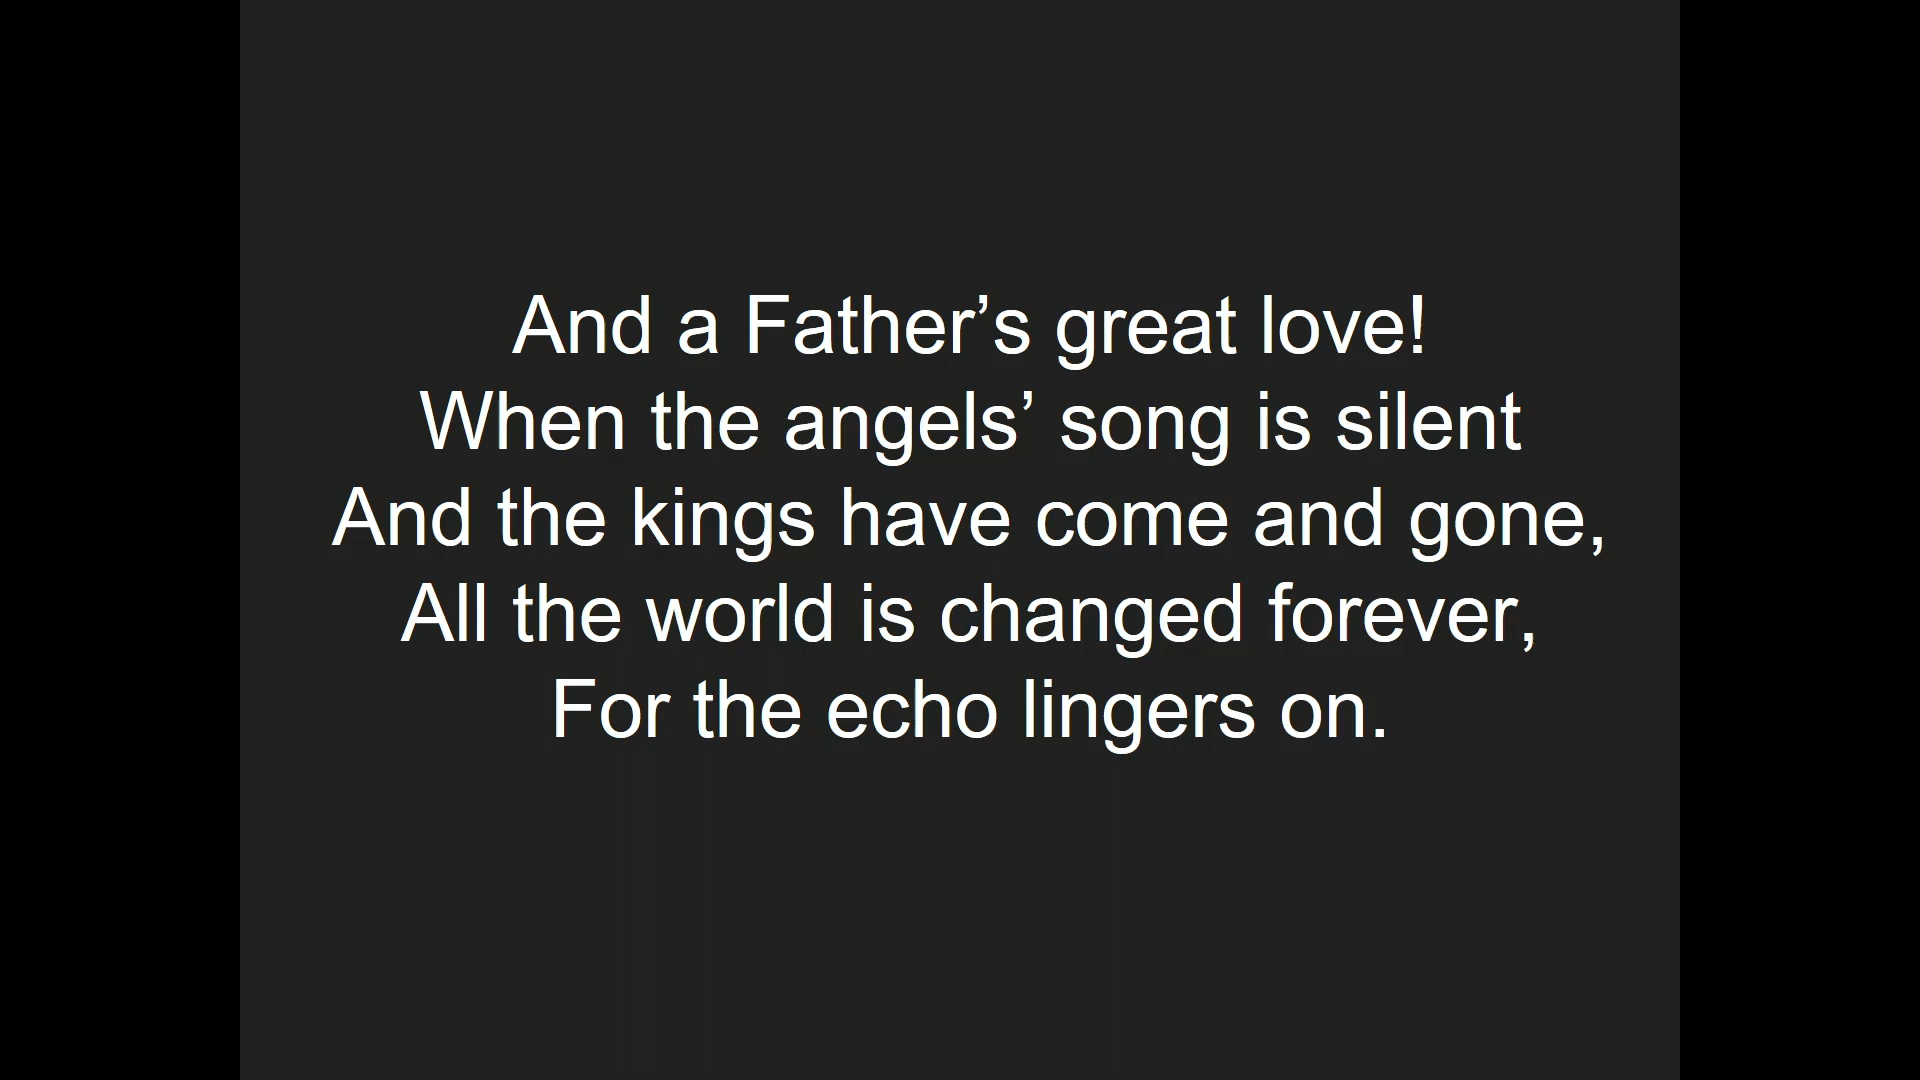 And a Father’s great love!
When the angels’ song is silent
And the kings have come and gone,
All the world is changed forever,
For the echo lingers on.